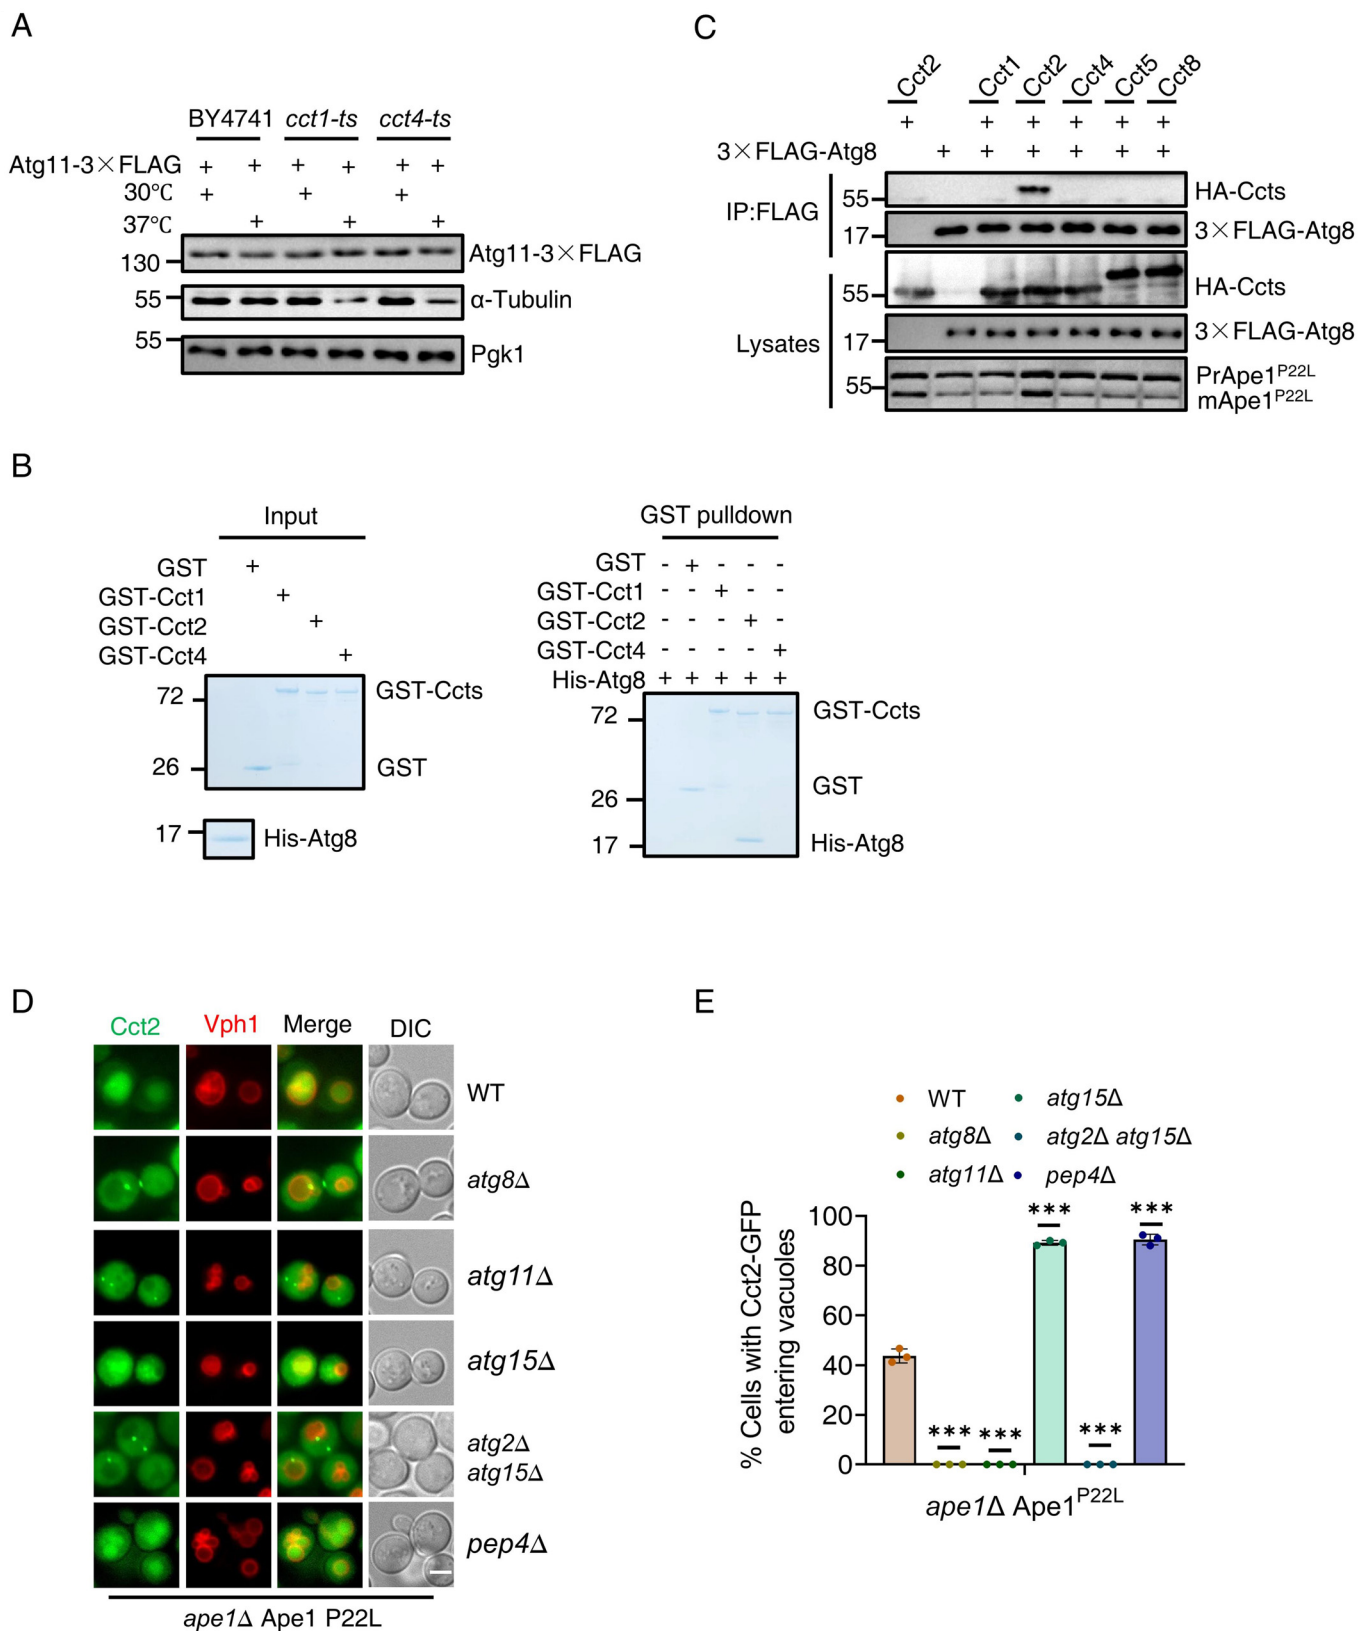 A
BY4741 cct1-ts cct4-ts
Atg11-3×FLAG + + + + + +
30℃ + + +
37℃ + + +
130 Atg11-3×FLAG
55 α-Tubulin
55 Pgk1
C
Cct2 Cct1 Cct2 Cct4 Cct5 Cct8
+ + + + + +
3×FLAG-Atg8 + + + + + +
IP:FLAG
55 HA-Ccts
17 3×FLAG-Atg8
Lysates
55 HA-Ccts
17 3×FLAG-Atg8
55 PrApe1P22L
mApe1P22L
B
Input
GST +
GST-Cct1 +
GST-Cct2 +
GST-Cct4 +
72 GST-Ccts
26 GST
17 His-Atg8
GST pulldown
GST - + - - -
GST-Cct1 - - + - -
GST-Cct2 - - - + -
GST-Cct4 - - - - +
His-Atg8 + + + + +
72 GST-Ccts
GST
26
17 His-Atg8
D
Cct2 Vph1 Merge DIC
WT
atg8Δ
atg11Δ
atg15Δ
atg2Δ
atg15Δ
pep4Δ
ape1Δ Ape1 P22L
E
WT atg15Δ
atg8Δ atg2Δ atg15Δ
atg11Δ pep4Δ
% Cells with Cct2-GFP
entering vacuoles
100
80
60
40
20
0
*** *** *** *** ***
ape1Δ Ape1P22L